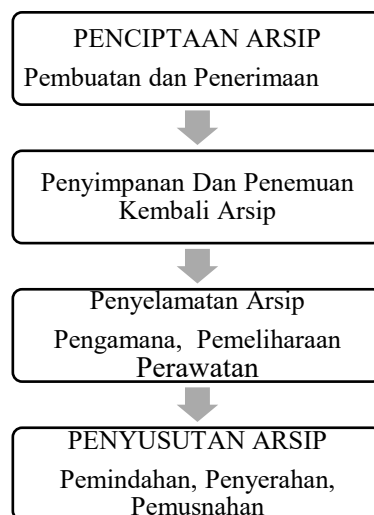 PENCIPTAAN ARSIP
Pembuatan dan Penerimaan
Penyimpanan Dan Penemuan
Kembali Arsip
Penyelamatan Arsip
Pengamana, Pemeliharaan
Perawatan
PENYUSUTAN ARSIP
Pemindahan, Penyerahan,
Pemusnahan